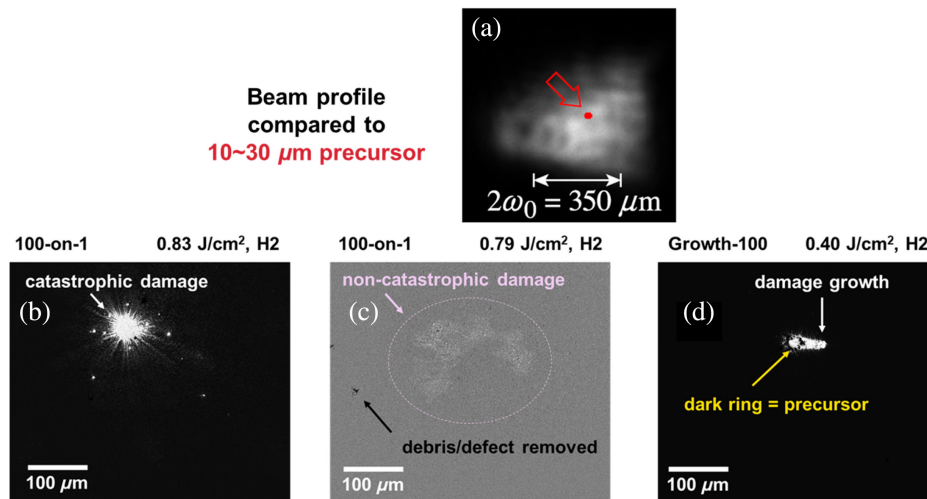 (a)
Beam profile
compared to
10~30 µm precursor
2ω₀ = 350 µm
100-on-1 0.83 J/cm², H2
catastrophic damage
(b)
100 µm
100-on-1 0.79 J/cm², H2
non-catastrophic damage
(c)
debris/defect removed
100 µm
Growth-100 0.40 J/cm², H2
damage growth
(d)
dark ring = precursor
100 µm